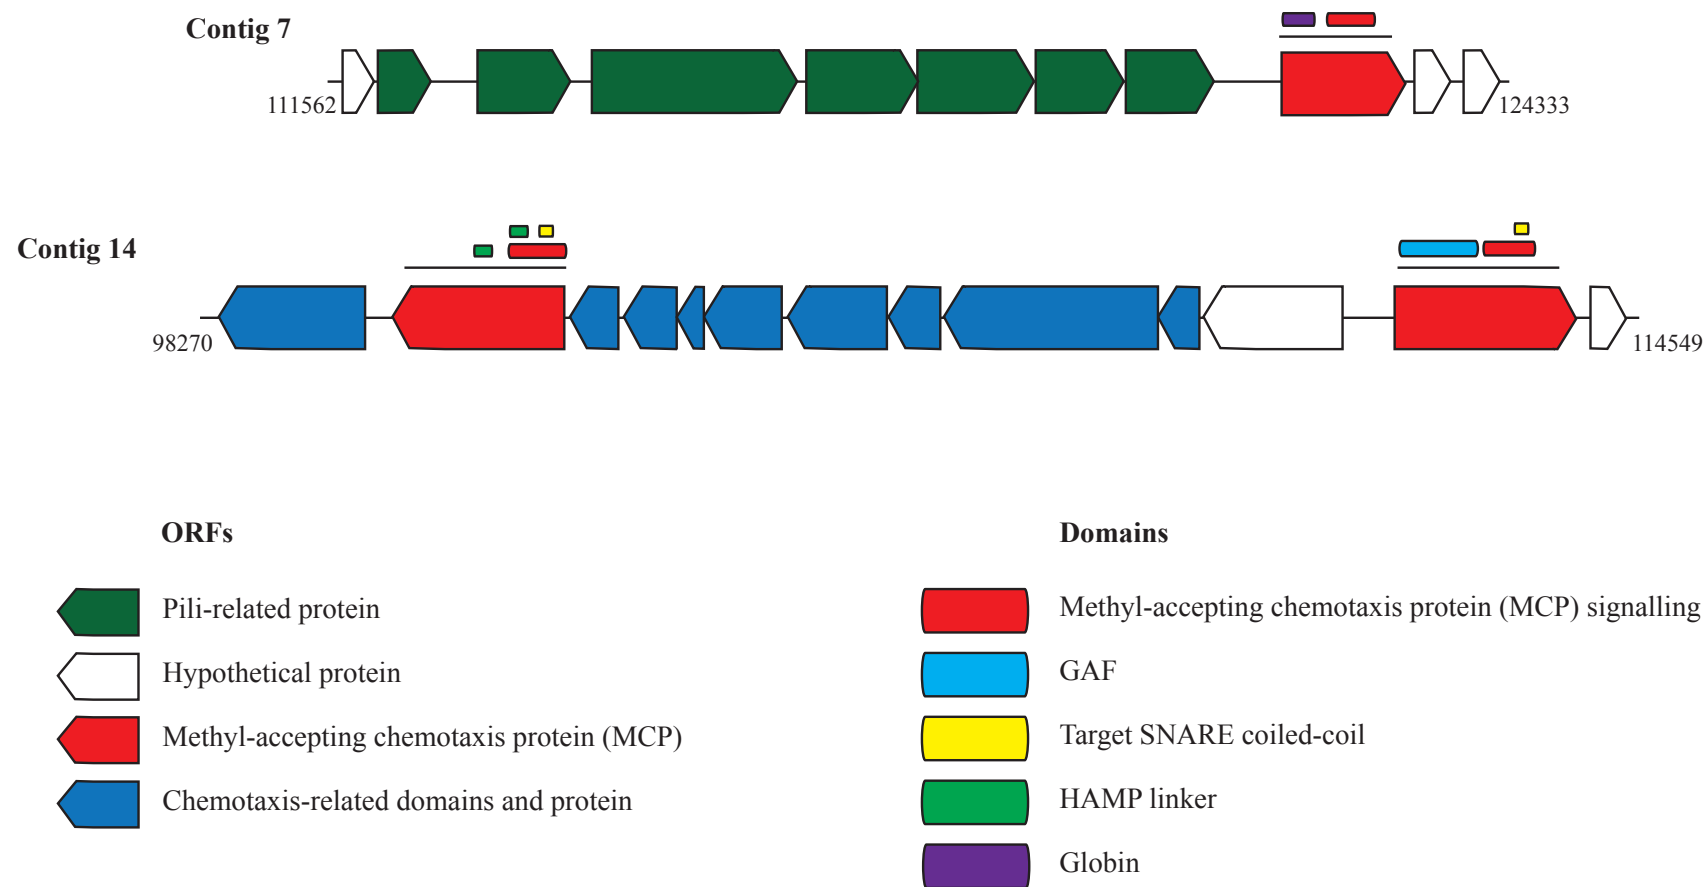 Contig 7
111562
124333
Contig 14
98270
114549
ORFs
Pili-related protein
Hypothetical protein
Methyl-accepting chemotaxis protein (MCP)
Chemotaxis-related domains and protein
Domains
Methyl-accepting chemotaxis protein (MCP) signalling
GAF
Target SNARE coiled-coil
HAMP linker
Globin